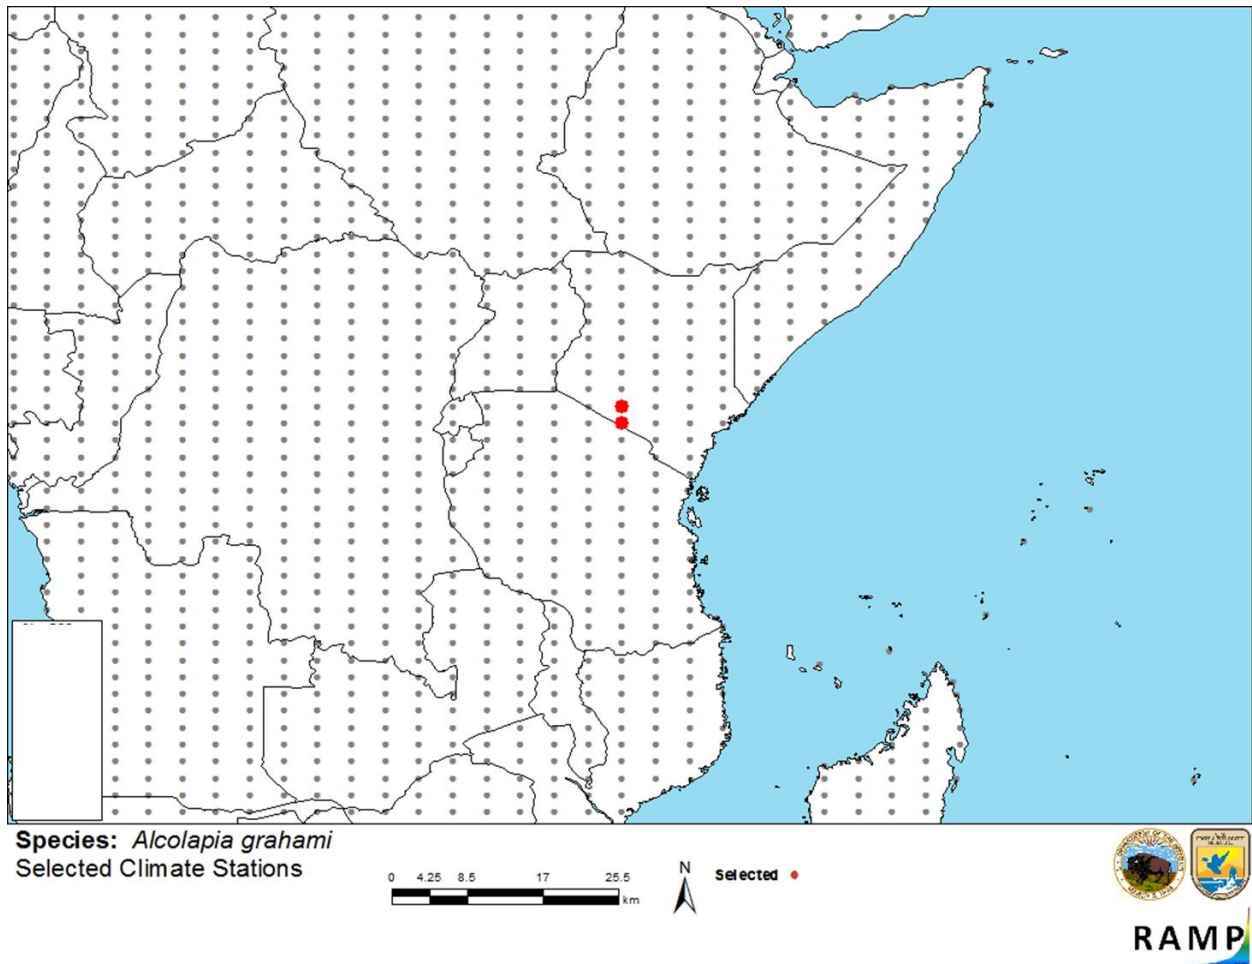 Species: Alcolapia grahami
Selected Climate Stations
0 4.25 8.5 17 25.5
km
N
Selected
RAMP